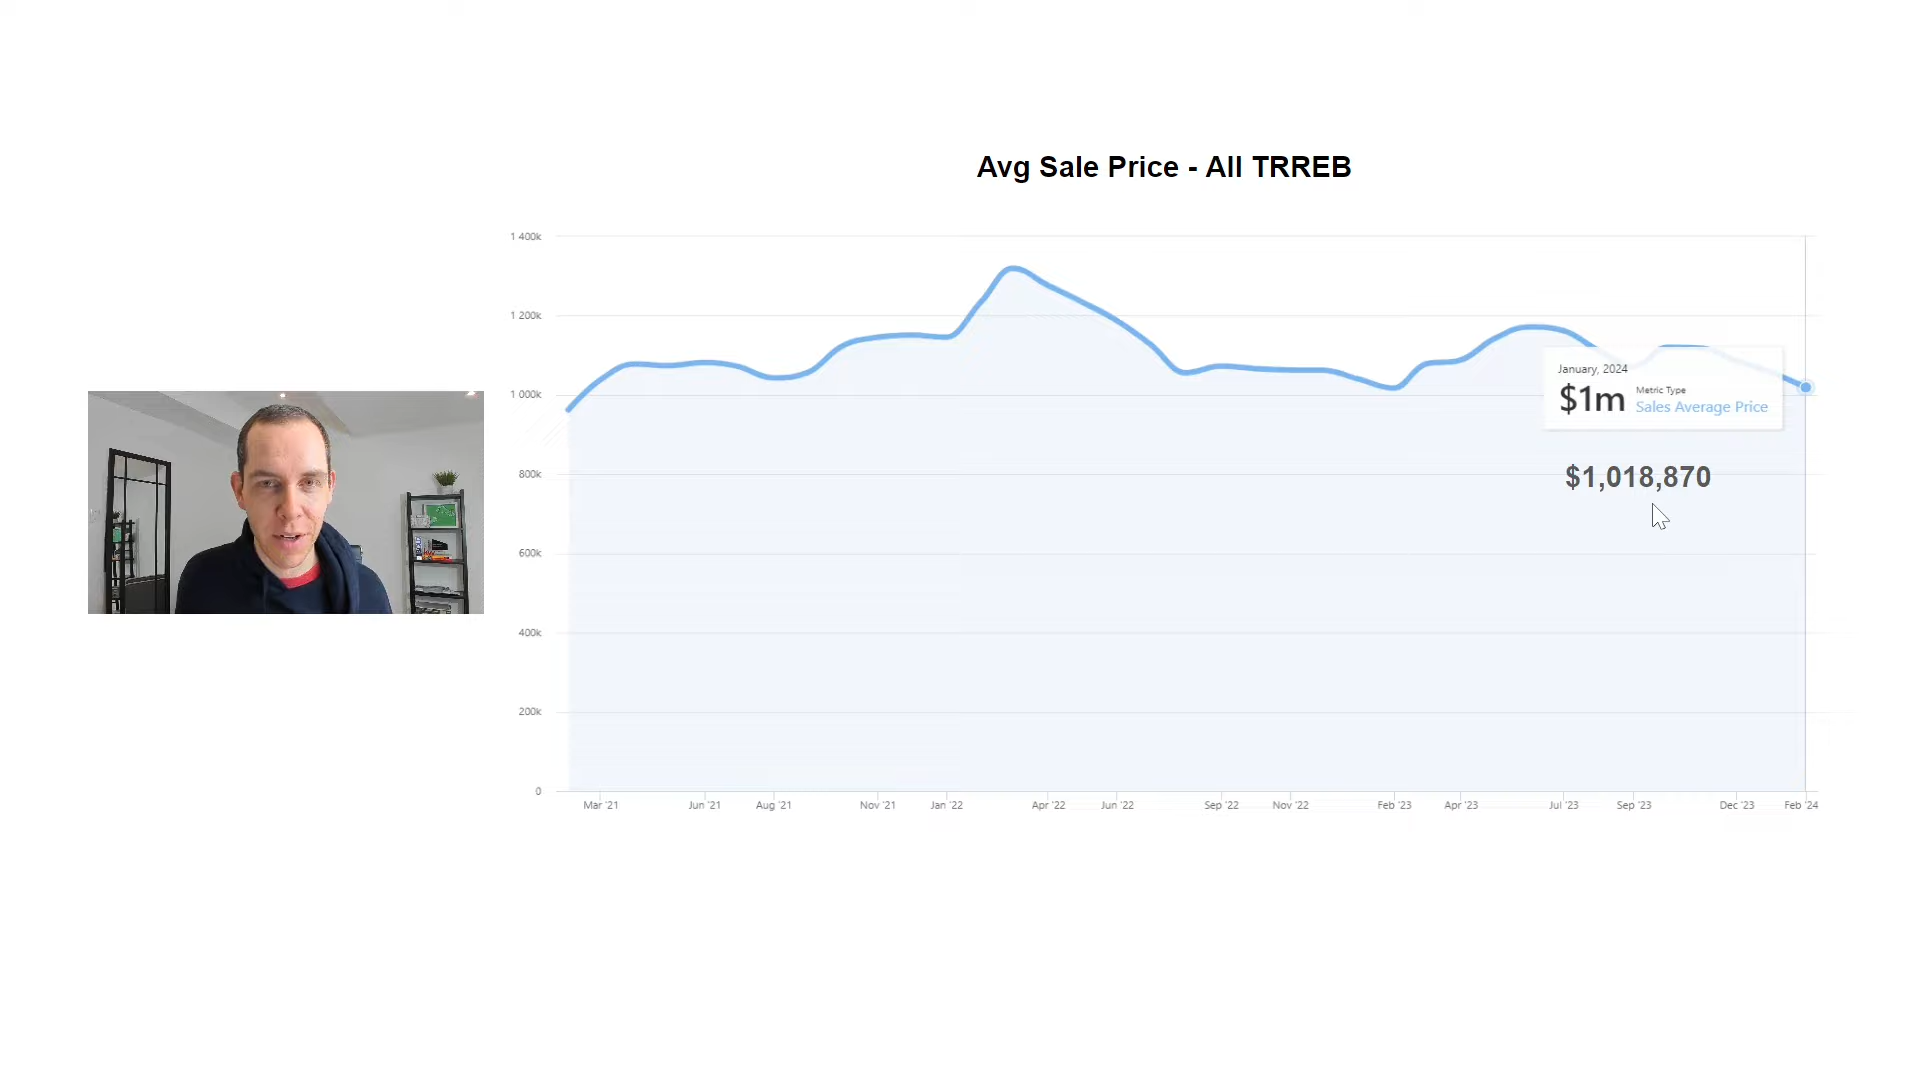 Avg Sale Price - All TRREB
1 400k
1 200k
1 000k
800k
600k
400k
200k
0
January, 2024
$1m
Metric Type
Sales Average Price
$1,018,870
Mar '21
Jun '21
Aug '21
Nov '21
Jan '22
Apr '22
Jun '22
Sep '22
Nov '22
Feb '23
Apr '23
Jul '23
Sep '23
Dec '23
Feb '24